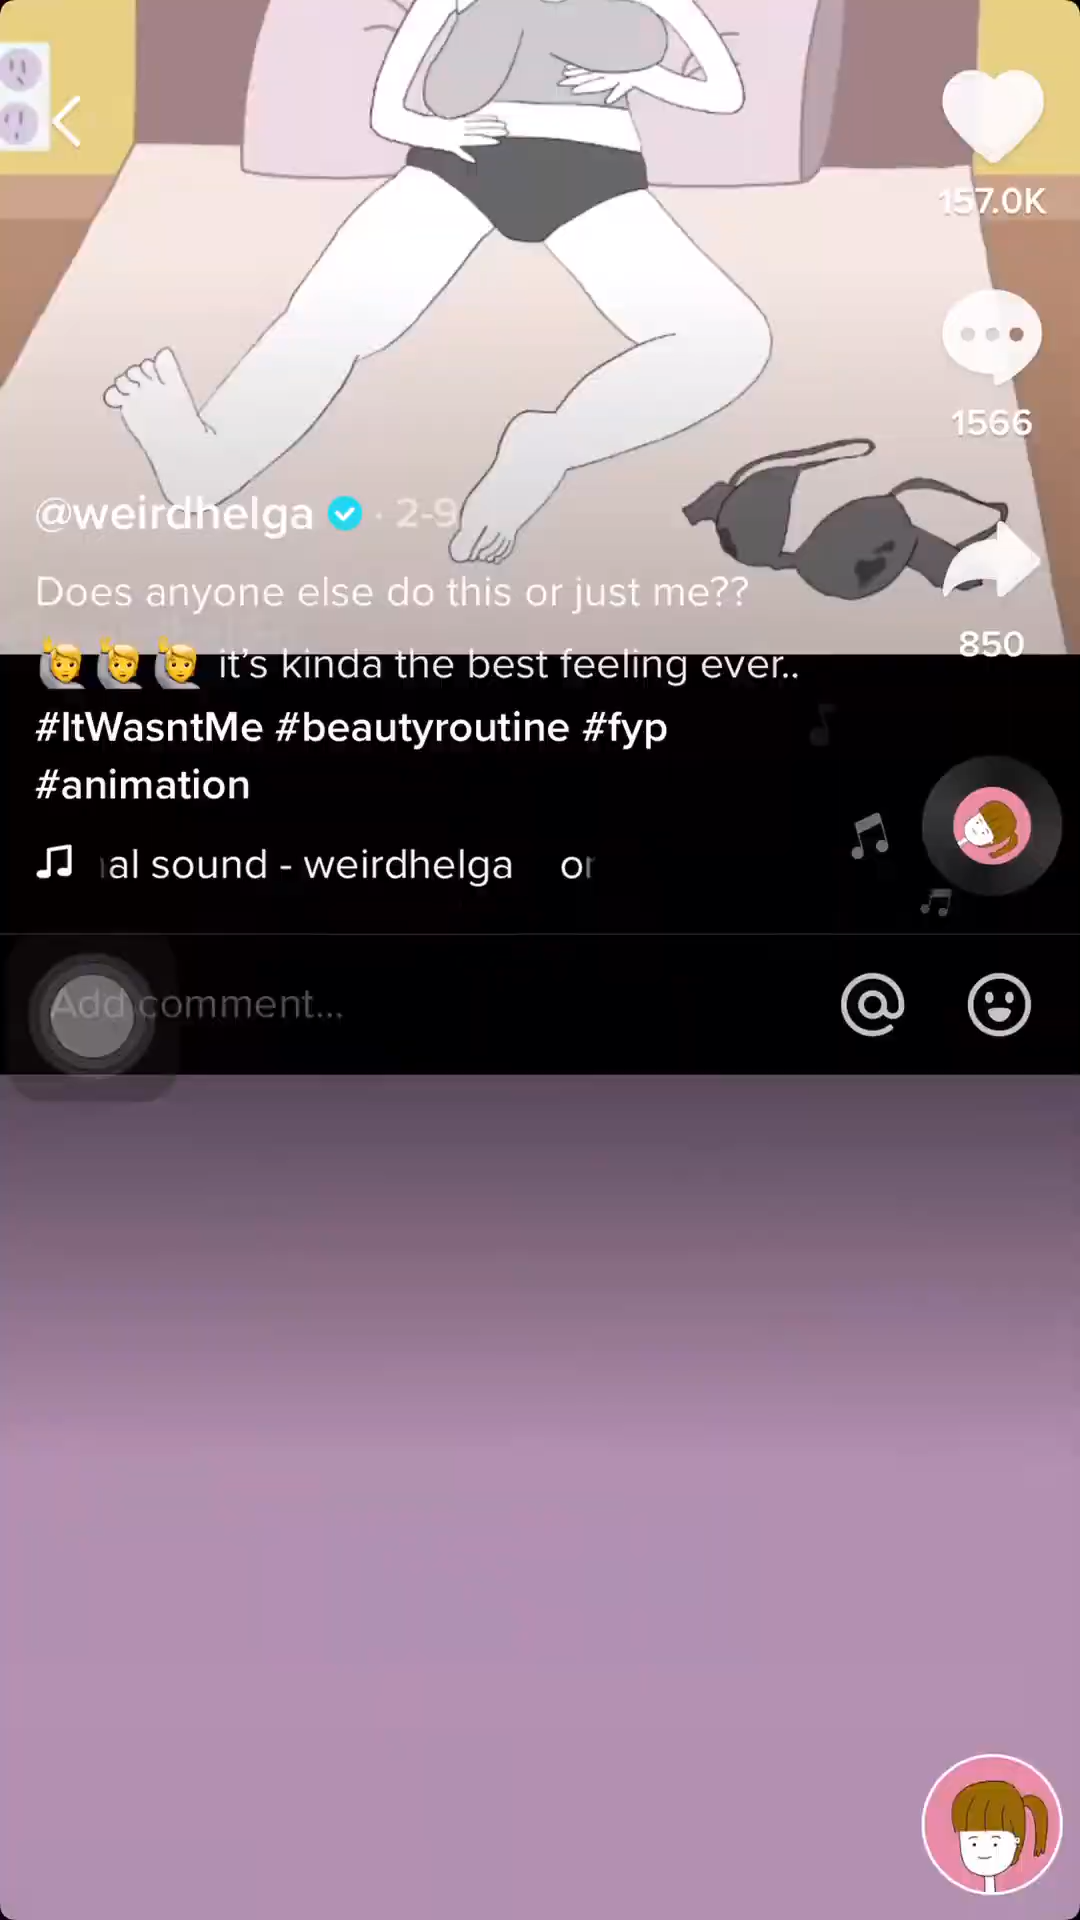 157.0K
1566
@weirdhelga · 2-9
Does anyone else do this or just me??
850
🙋🙋🙋 it’s kinda the best feeling ever..
#ItWasntMe #beautyroutine #fyp
#animation
al sound - weirdhelga or
Add comment...